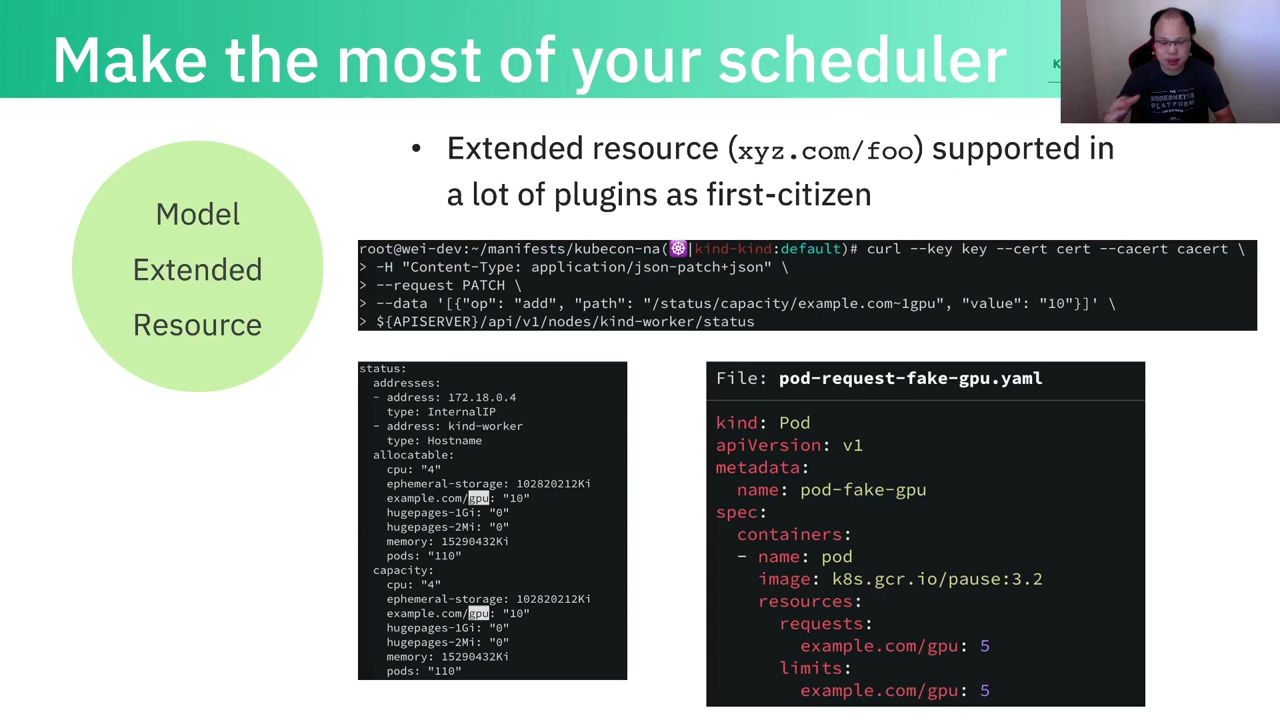 Make the most of your scheduler
K
THE
KUBERNETES
PLATFORM
Model
Extended
Resource
• Extended resource (xyz.com/foo) supported in
a lot of plugins as first-citizen
root@wei-dev:~/manifests/kubecon-na(|kind-kind:default)# curl --key key --cert cert --cacert cacert \
> -H "Content-Type: application/json-patch+json" \
> --request PATCH \
> --data '[{"op": "add", "path": "/status/capacity/example.com~1gpu", "value": "10"}]' \
> ${APISERVER}/api/v1/nodes/kind-worker/status
status:
addresses:
- address: 172.18.0.4
type: InternalIP
- address: kind-worker
type: Hostname
allocatable:
cpu: "4"
ephemeral-storage: 102820212Ki
example.com/gpu: "10"
hugepages-1Gi: "0"
hugepages-2Mi: "0"
memory: 15290432Ki
pods: "110"
capacity:
cpu: "4"
ephemeral-storage: 102820212Ki
example.com/gpu: "10"
hugepages-1Gi: "0"
hugepages-2Mi: "0"
memory: 15290432Ki
pods: "110"
File: pod-request-fake-gpu.yaml
kind: Pod
apiVersion: v1
metadata:
name: pod-fake-gpu
spec:
containers:
- name: pod
image: k8s.gcr.io/pause:3.2
resources:
requests:
example.com/gpu: 5
limits:
example.com/gpu: 5